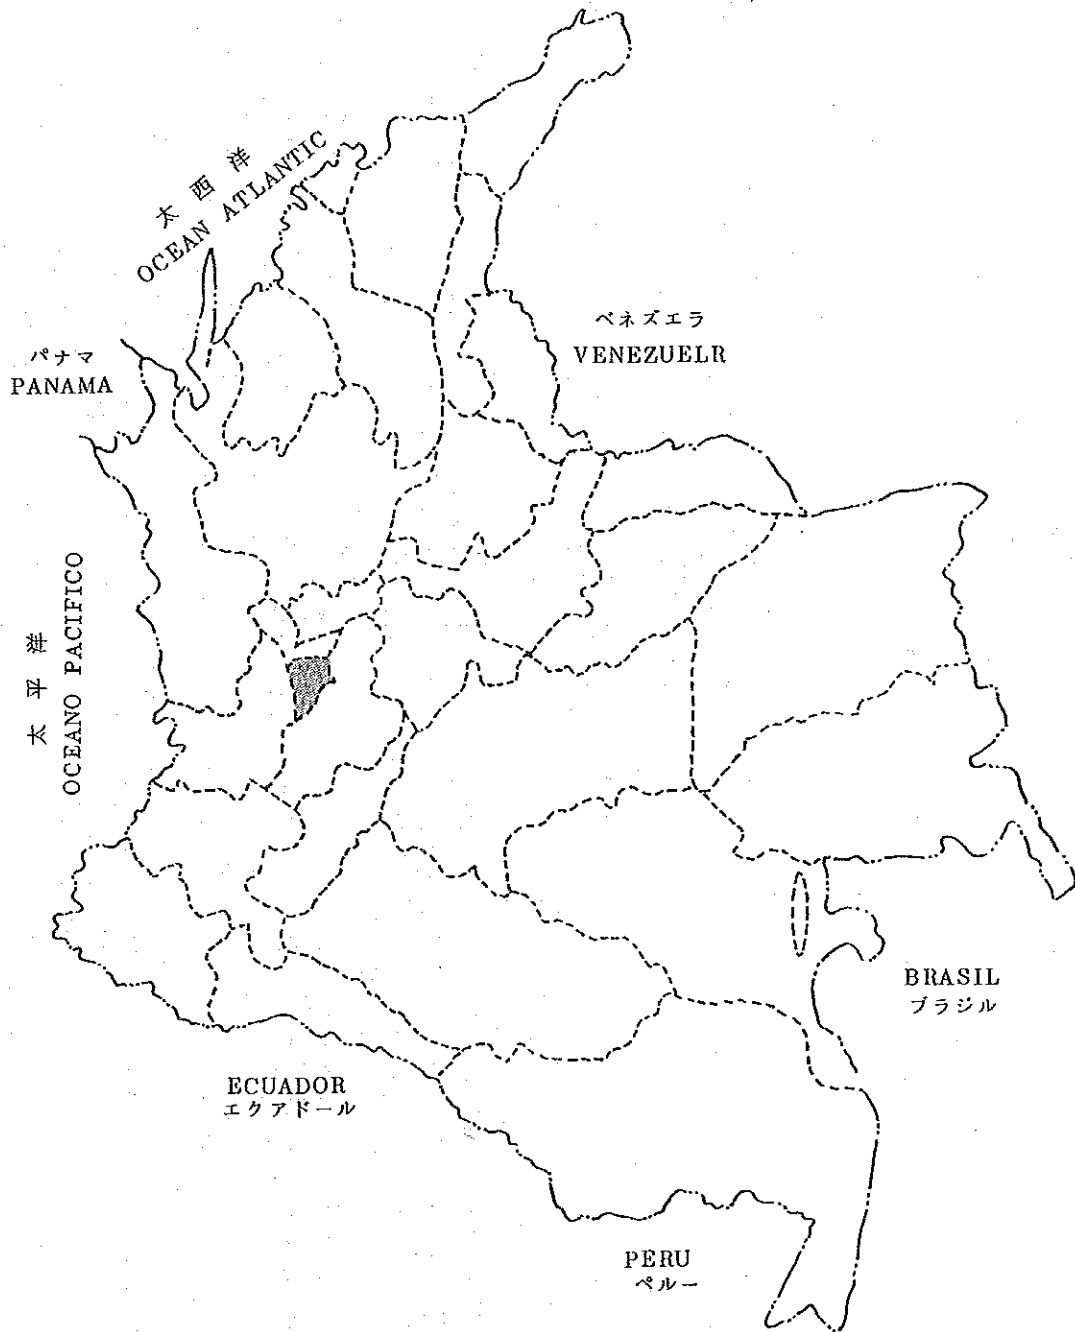 太西洋
OCEAN ATLANTIC
ベネズエラ
VENEZUELR
パナマ
PANAMA
太平洋
OCEANO PACIFICO
BRASIL
ブラジル
ECUADOR
エクアドール
PERU
ペルー